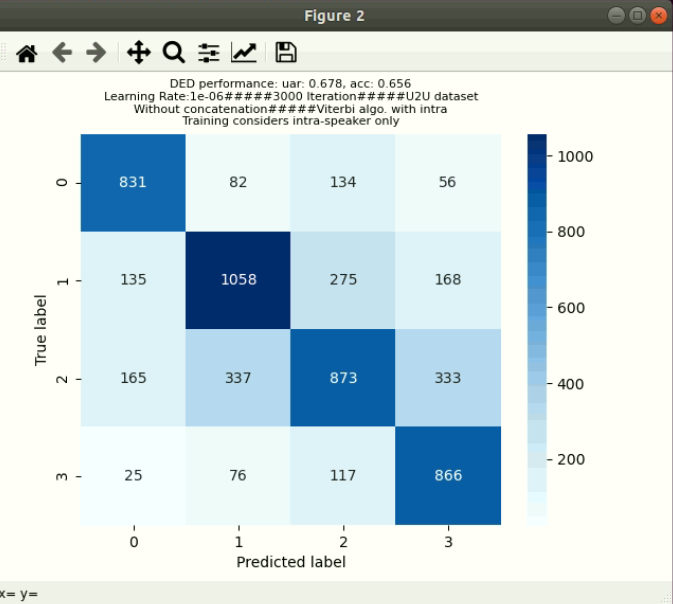 Figure 2
DED performance: uar: 0.678, acc: 0.656
Learning Rate:1e-06#####3000 Iteration#####U2U dataset
Without concatenation#####Viterbi algo. with intra
Training considers intra-speaker only
831 82 134 56
135 1058 275 168
165 337 873 333
25 76 117 866
0
1
2
3
True label
0 1 2 3
Predicted label
1000
800
600
400
200
x= y=